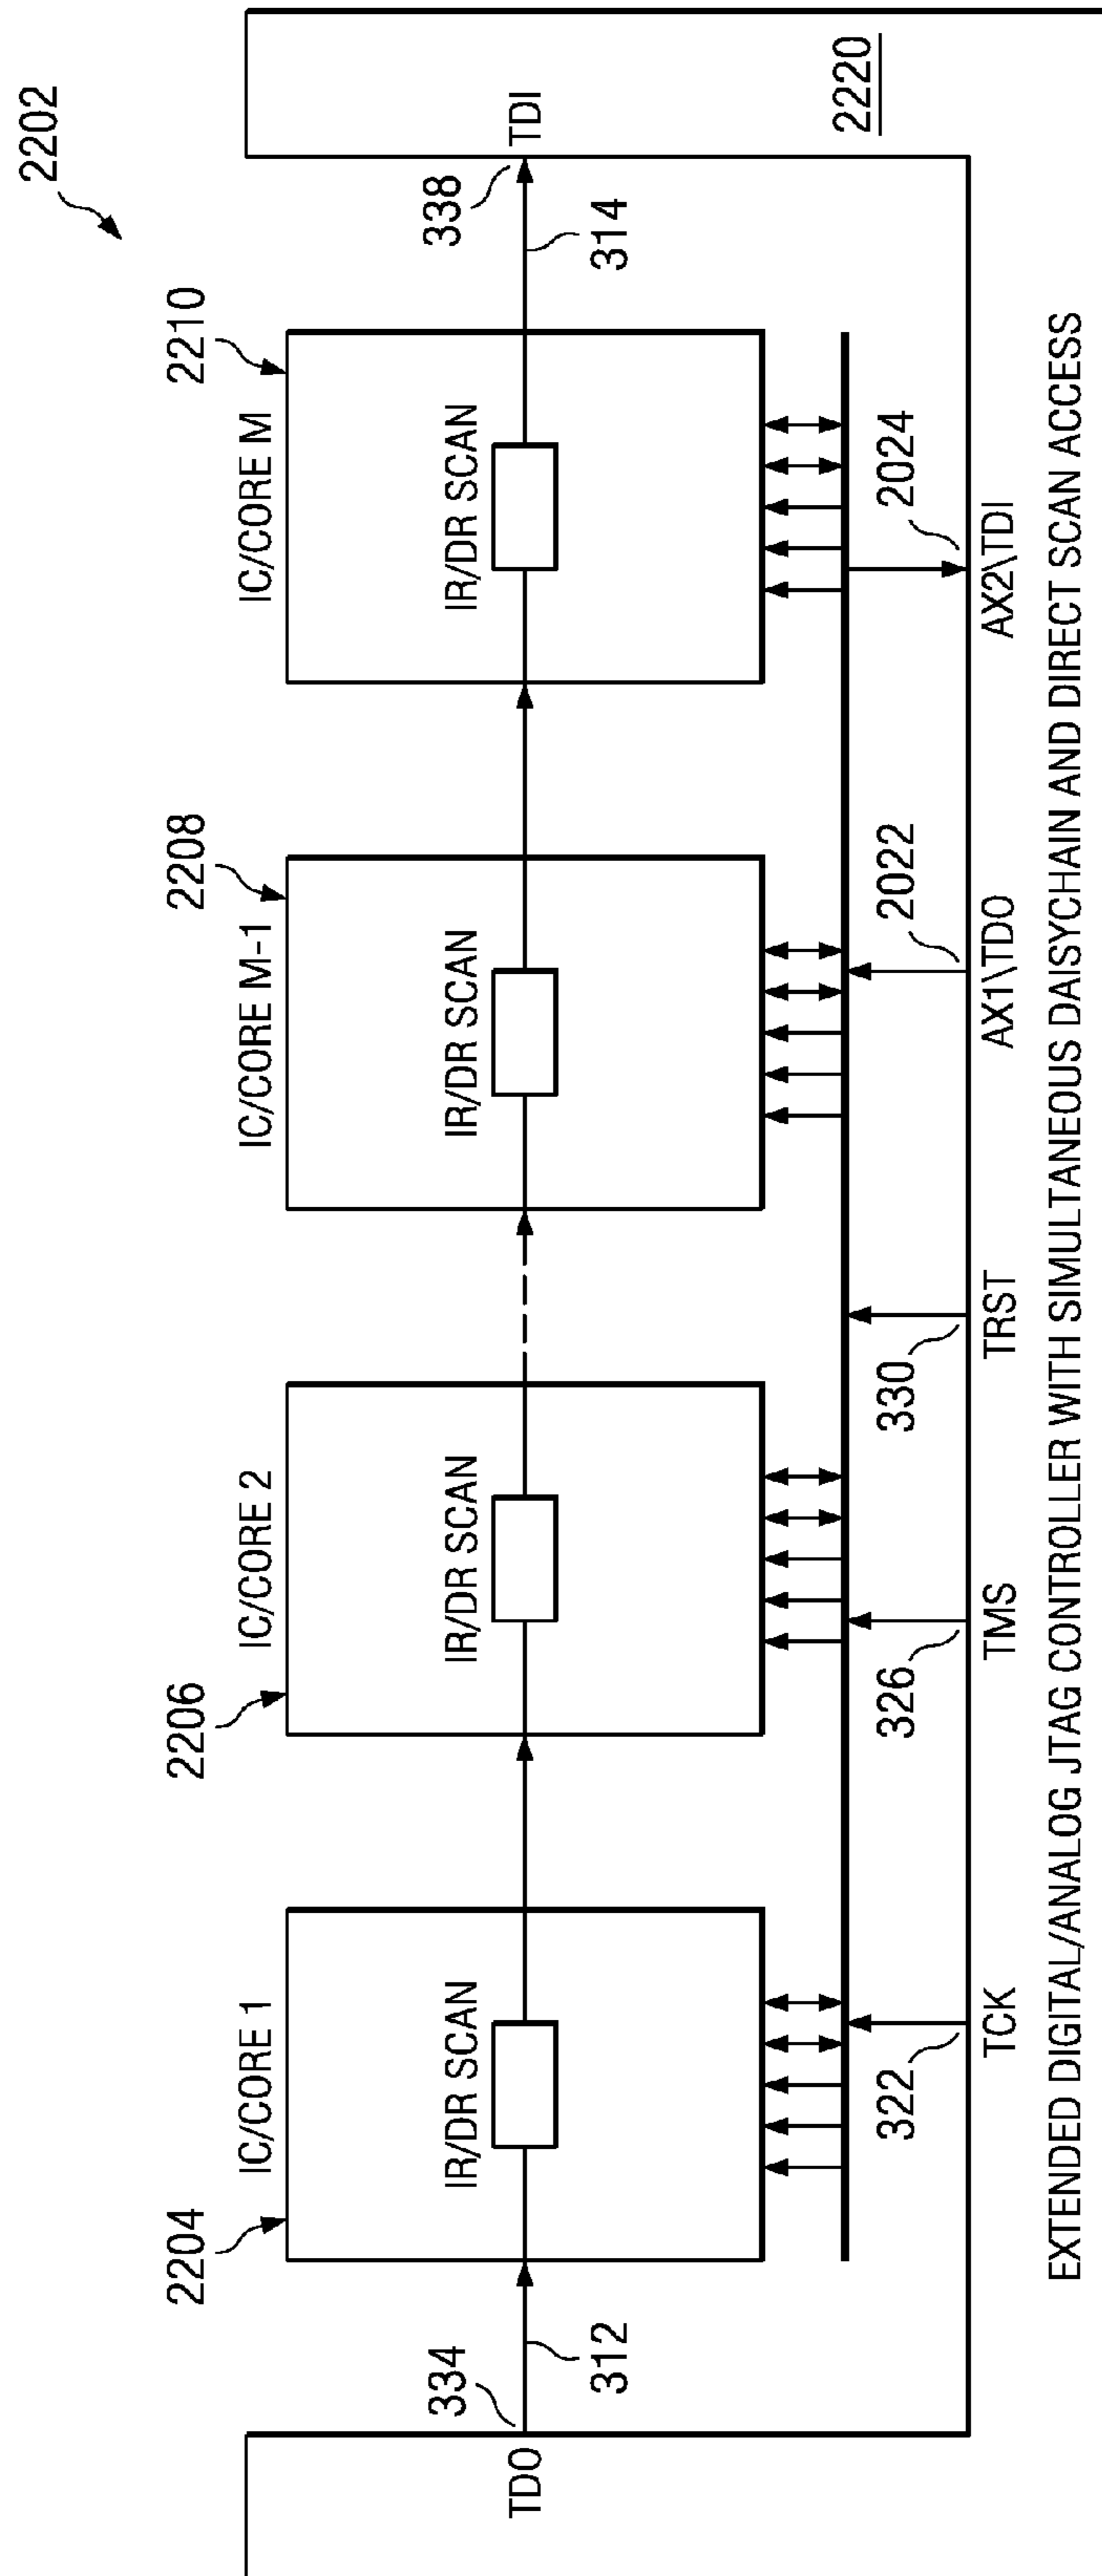 2202
2204
IC/CORE 1
2206
IC/CORE 2
IC/CORE M-1
2208
IC/CORE M
2210
IR/DR SCAN
IR/DR SCAN
IR/DR SCAN
IR/DR SCAN
TDO
334
312
338
TDI
314
322
TCK
326
TMS
330
TRST
2022
AX1\TDO
2024
AX2\TDI
2220
EXTENDED DIGITAL/ANALOG JTAG CONTROLLER WITH SIMULTANEOUS DAISYCHAIN AND DIRECT SCAN ACCESS